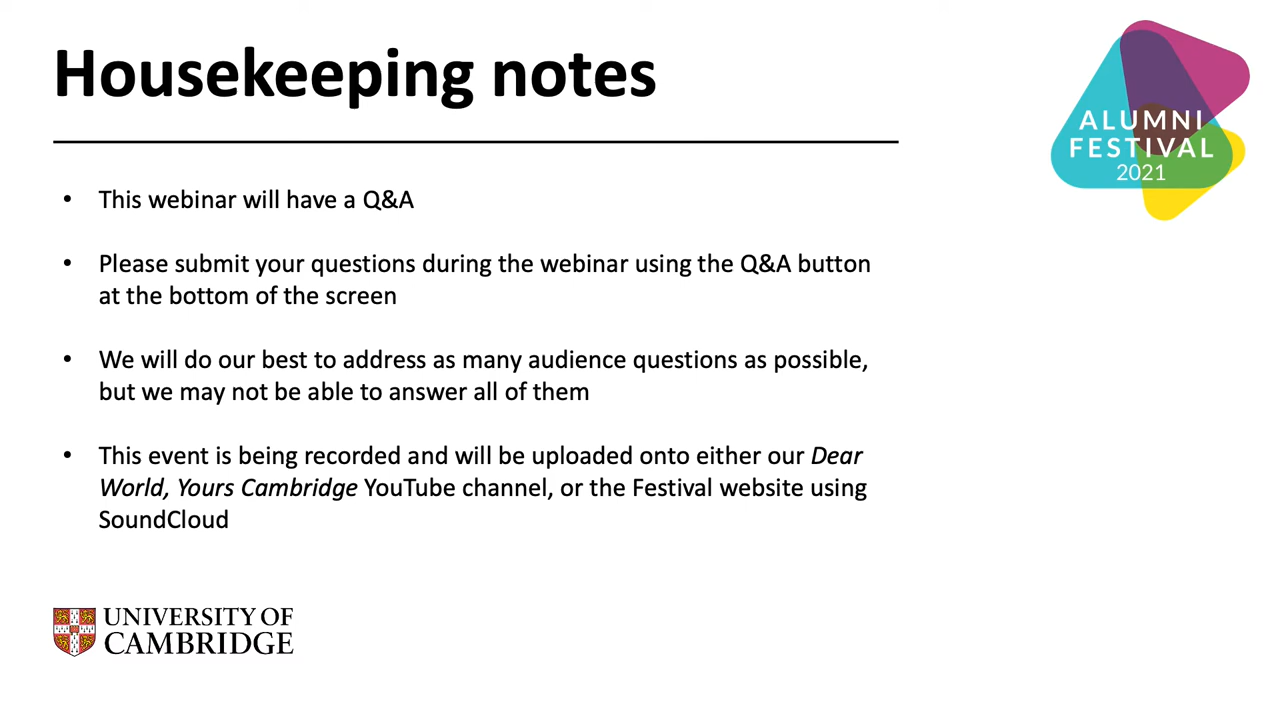 Housekeeping notes
ALUMNI
FESTIVAL
2021
• This webinar will have a Q&A
• Please submit your questions during the webinar using the Q&A button
at the bottom of the screen
• We will do our best to address as many audience questions as possible,
but we may not be able to answer all of them
• This event is being recorded and will be uploaded onto either our Dear
World, Yours Cambridge YouTube channel, or the Festival website using
SoundCloud
UNIVERSITY OF
CAMBRIDGE